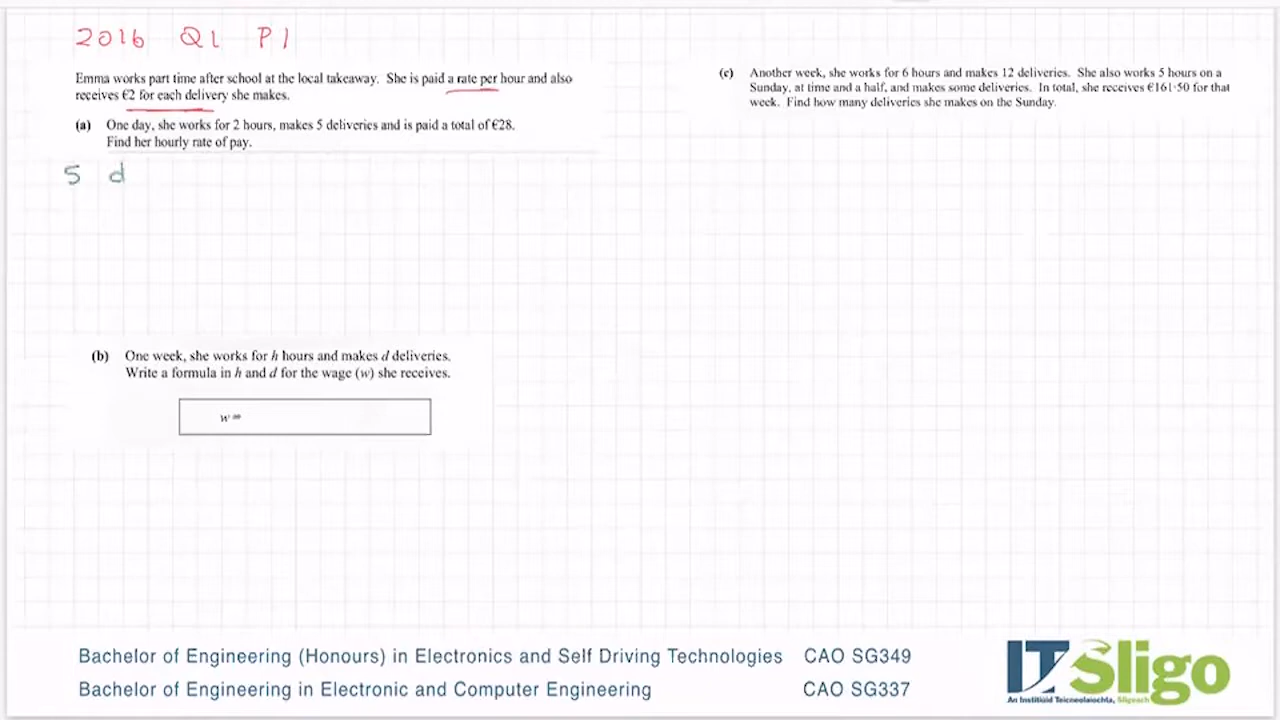 2016 Q1 P1
Emma works part time after school at the local takeaway. She is paid a rate per hour and also
receives €2 for each delivery she makes.
(a) One day, she works for 2 hours, makes 5 deliveries and is paid a total of €28.
Find her hourly rate of pay.
5 d
(b) One week, she works for h hours and makes d deliveries.
Write a formula in h and d for the wage (w) she receives.
w =
(c) Another week, she works for 6 hours and makes 12 deliveries. She also works 5 hours on a
Sunday, at time and a half, and makes some deliveries. In total, she receives €161·50 for that
week. Find how many deliveries she makes on the Sunday.
Bachelor of Engineering (Honours) in Electronics and Self Driving Technologies CAO SG349
Bachelor of Engineering in Electronic and Computer Engineering CAO SG337
IT Sligo
An Institiúid Teicneolaíochta, Sligeach